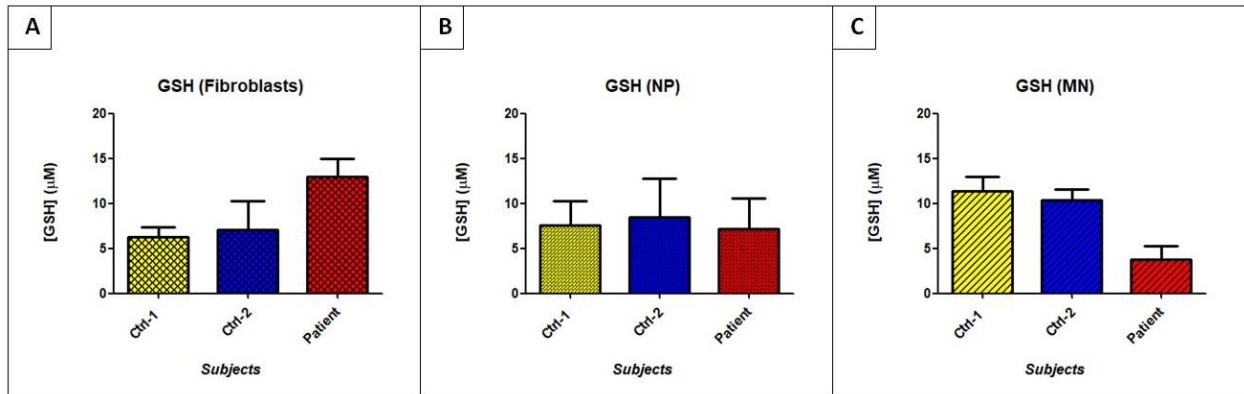 A
GSH (Fibroblasts)
[GSH] (μM)
20
15
10
5
0
Ctrl-1
Ctrl-2
Patient
Subjects
B
GSH (NP)
[GSH] (μM)
20
15
10
5
0
Ctrl-1
Ctrl-2
Patient
Subjects
C
GSH (MN)
[GSH] (μM)
20
15
10
5
0
Ctrl-1
Ctrl-2
Patient
Subjects